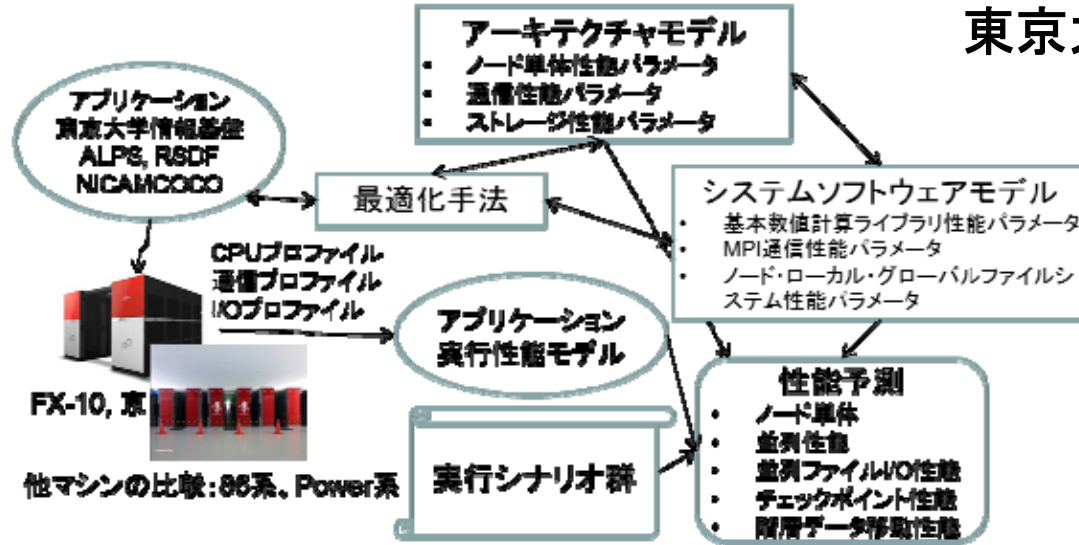 東京
アーキテクチャモデル
• ノード単体性能パラメータ
• 通信性能パラメータ
• ストレージ性能パラメータ
アプリケーション
東京大学情報基盤
ALPS, RSDF
NICAMCOCO
最適化手法
システムソフトウェアモデル
• 基本数値計算ライブラリ性能パラメータ
• MPI通信性能パラメータ
• ノード・ローカル・グローバルファイルシ
ステム性能パラメータ
CPUプロファイル
通信プロファイル
I/Oプロファイル
アプリケーション
実行性能モデル
FX-10, 京
他マシンの比較:86系、Power系
実行シナリオ群
性能予測
• ノード単体
• 並列性能
• 並列ファイルI/O性能
• チェックポイント性能
• 階層データ移動性能